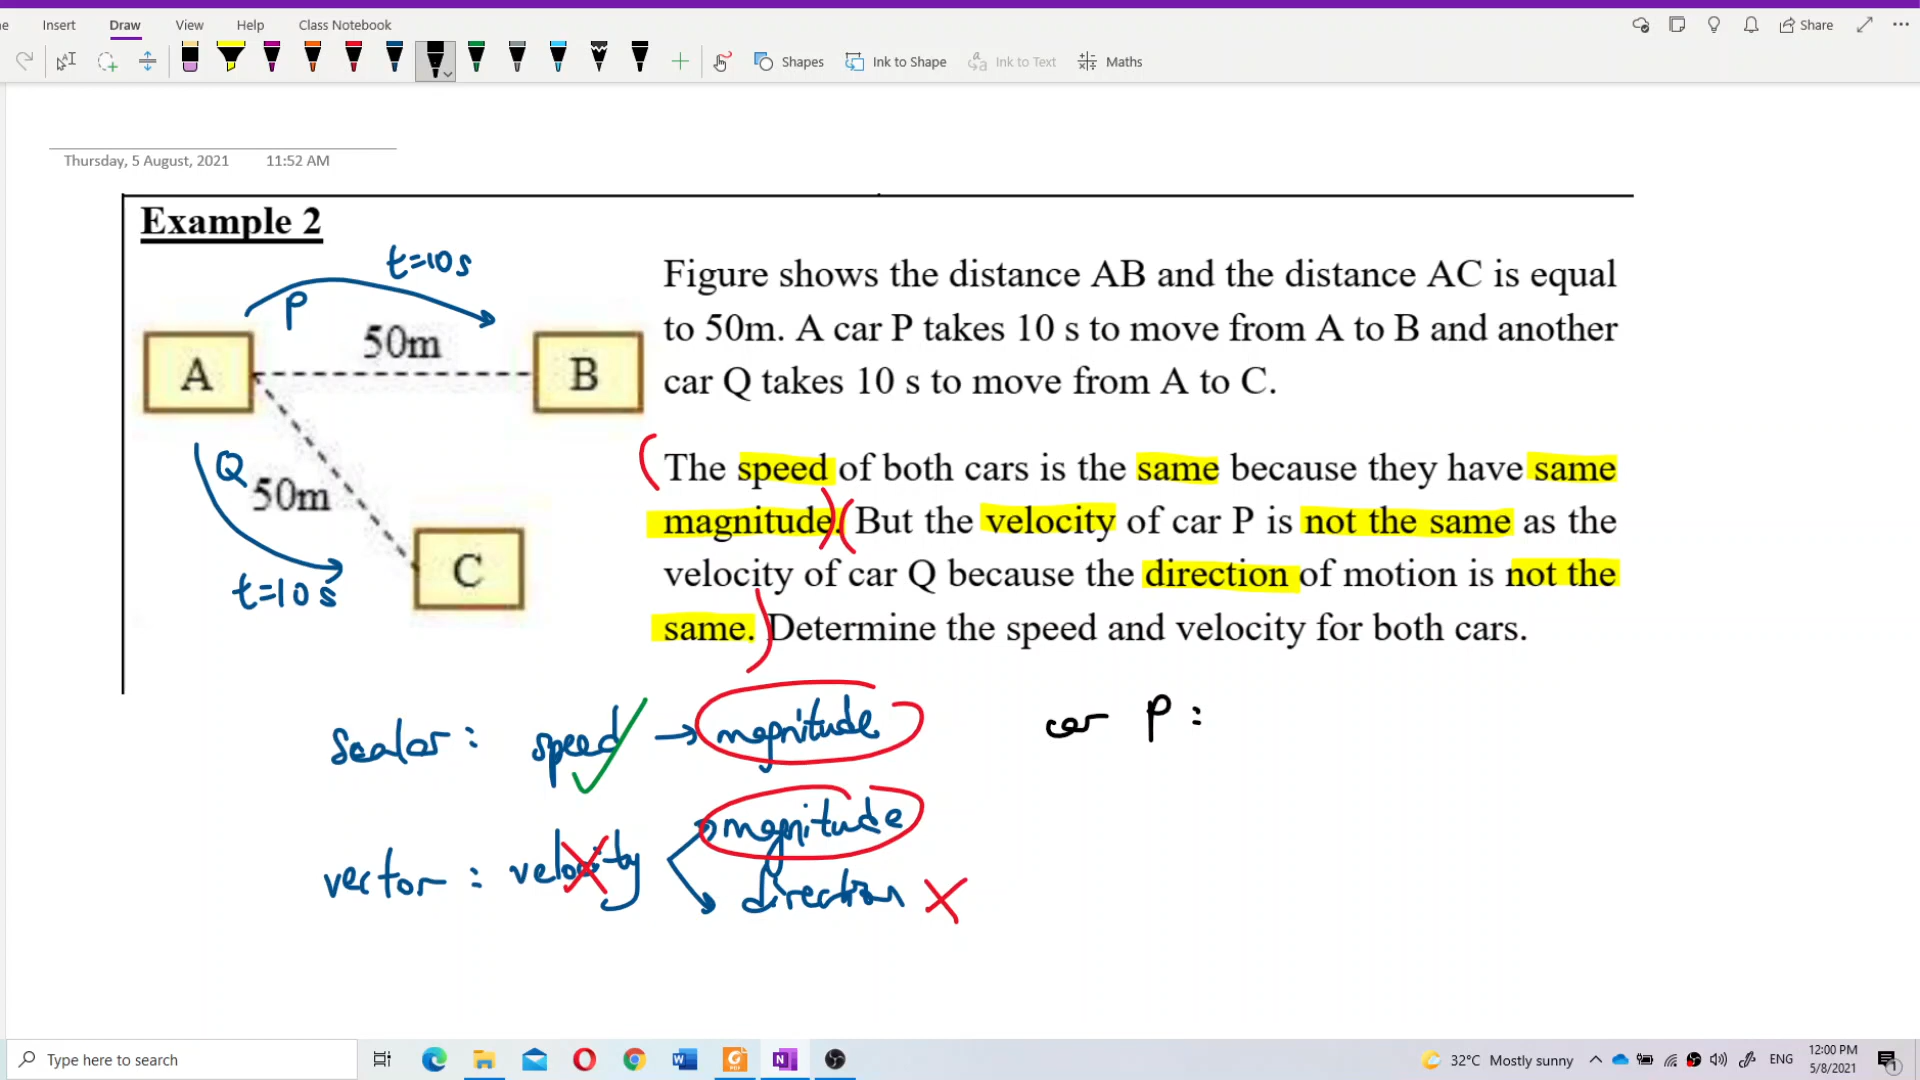 Insert Draw View Help Class Notebook
Share
Shapes Ink to Shape Ink to Text Maths
Thursday, 5 August, 2021 11:52 AM
Example 2
t=10s
P
50m
A
B
Q
50m
C
t=10s
Figure shows the distance AB and the distance AC is equal
to 50m. A car P takes 10 s to move from A to B and another
car Q takes 10 s to move from A to C.
The speed of both cars is the same because they have same
magnitude. But the velocity of car P is not the same as the
velocity of car Q because the direction of motion is not the
same. Determine the speed and velocity for both cars.
scalar : speed → magnitude
car P :
vector : velocity magnitude
direction
Type here to search
32°C Mostly sunny
ENG
12:00 PM
5/8/2021